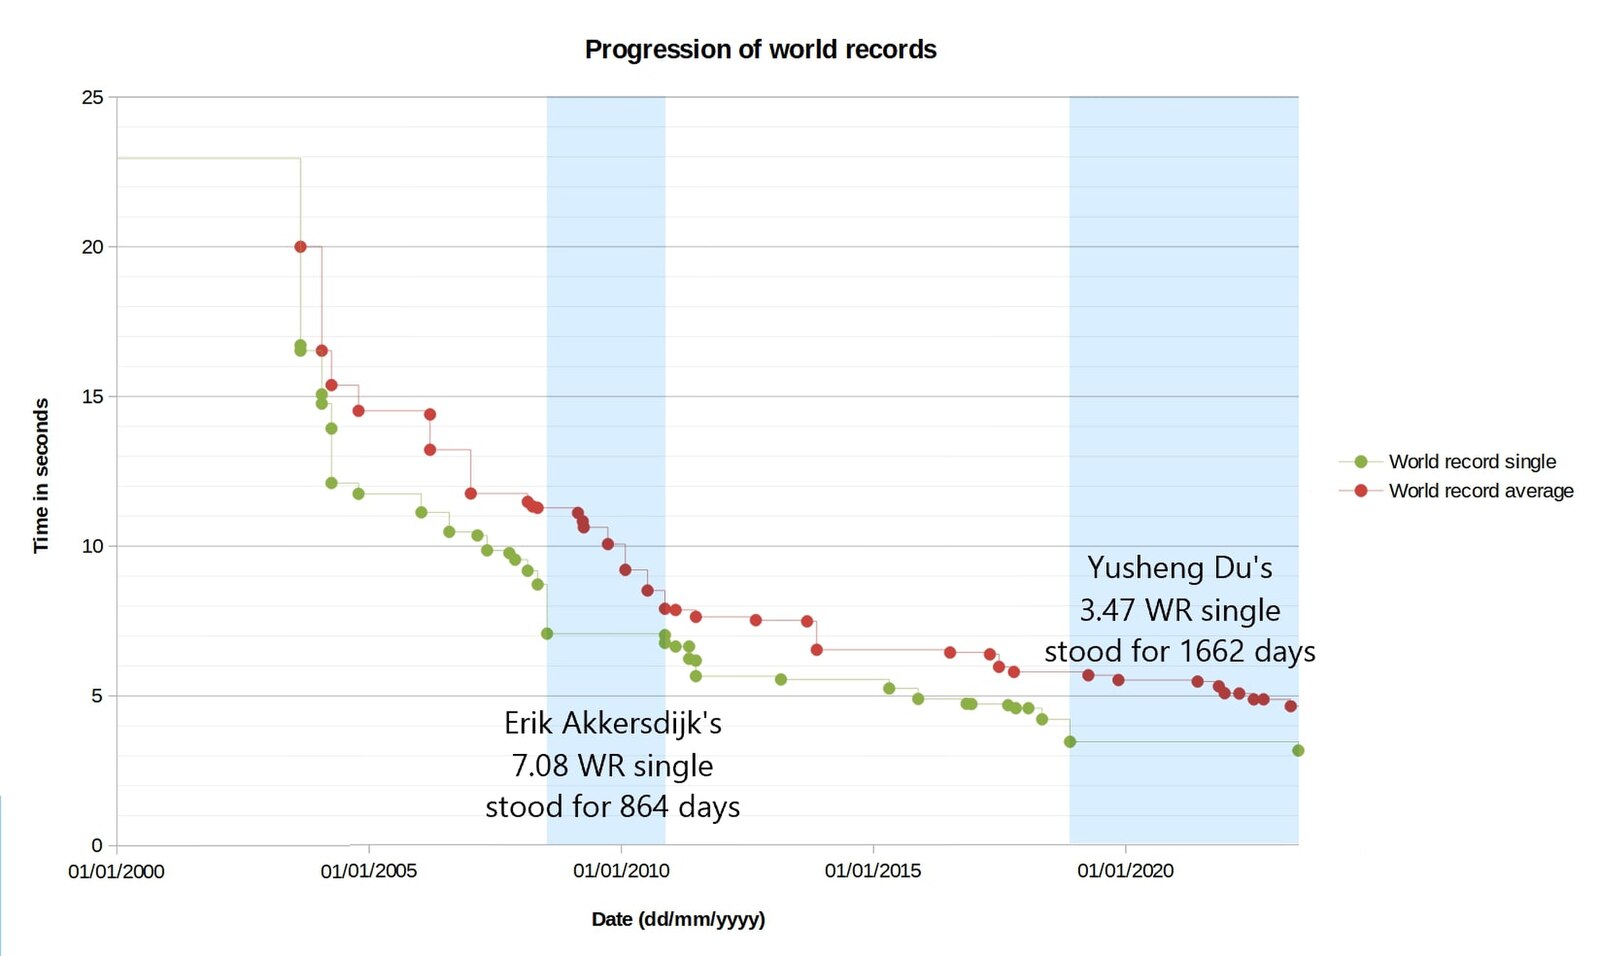 Progression of world records
25
20
15
10
5
0
Time in seconds
01/01/2000
01/01/2005
01/01/2010
01/01/2015
01/01/2020
Date (dd/mm/yyyy)
Erik Akkersdijk's
7.08 WR single
stood for 864 days
Yusheng Du's
3.47 WR single
stood for 1662 days
World record single
World record average